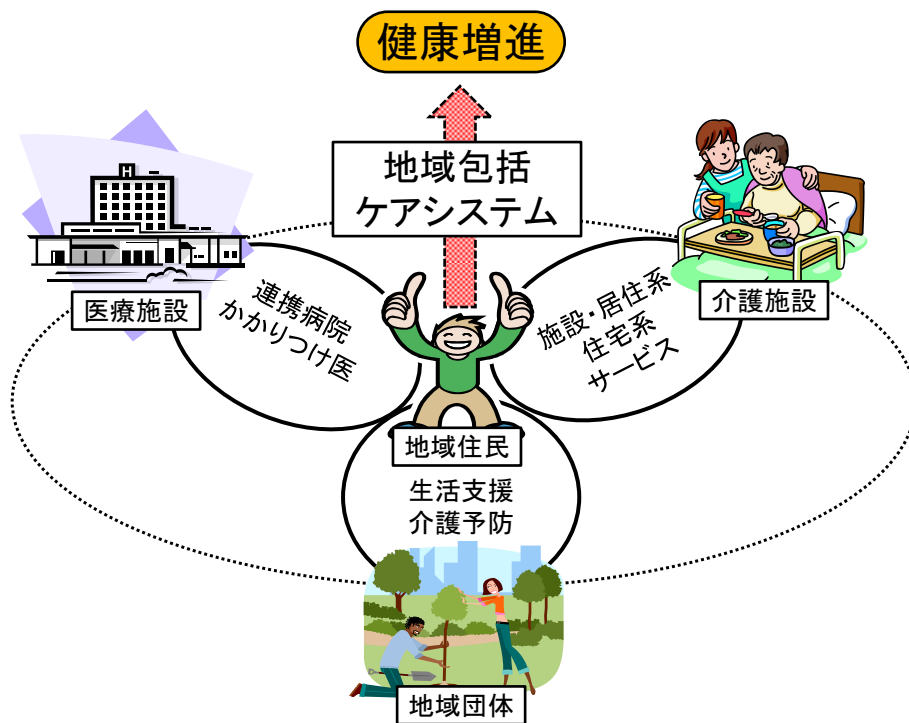 健康増進
地域包括
ケアシステム
医療施設
連携病院
かかりつけ医
施設・居住系
住宅系
サービス
介護施設
地域住民
生活支援
介護予防
地域団体
H